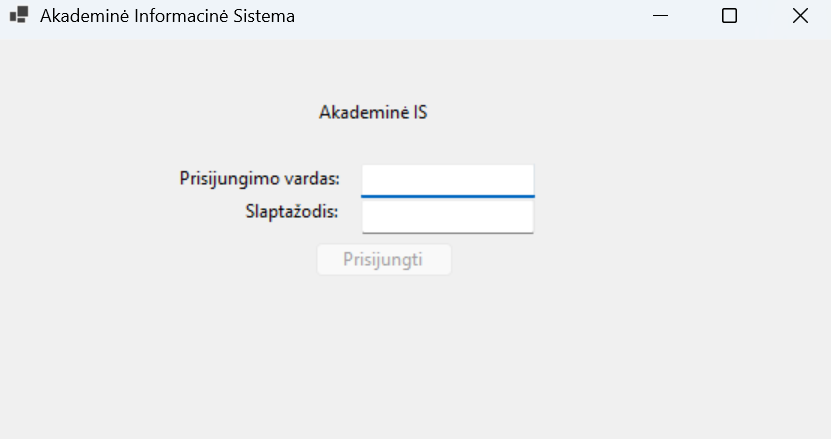 Akademinė Informacinė Sistema
Akademinė IS
Prisijungimo vardas:
Slaptažodis:
Prisijungti